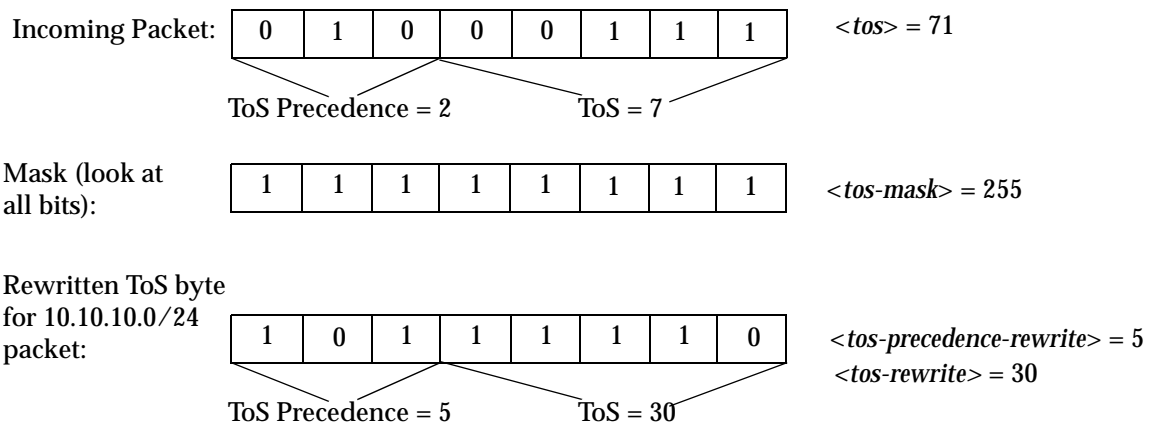 Incoming Packet: 0 1 0 0 0 1 1 1 <tos> = 71
ToS Precedence = 2 ToS = 7
Mask (look at
all bits): 1 1 1 1 1 1 1 1 <tos-mask> = 255
Rewritten ToS byte
for 10.10.10.0/24
packet: 1 0 1 1 1 1 1 0 <tos-precedence-rewrite> = 5
<tos-rewrite> = 30
ToS Precedence = 5 ToS = 30